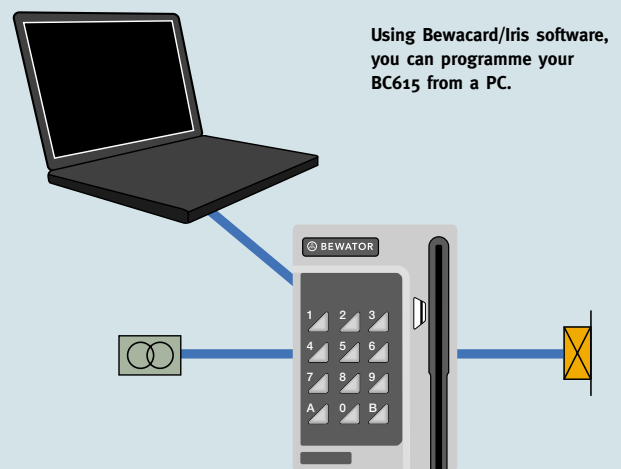 Using Bewacard/Iris software,
you can programme your
BC615 from a PC.
BEWATOR
1 2 3
4 5 6
7 8 9
A 0 B